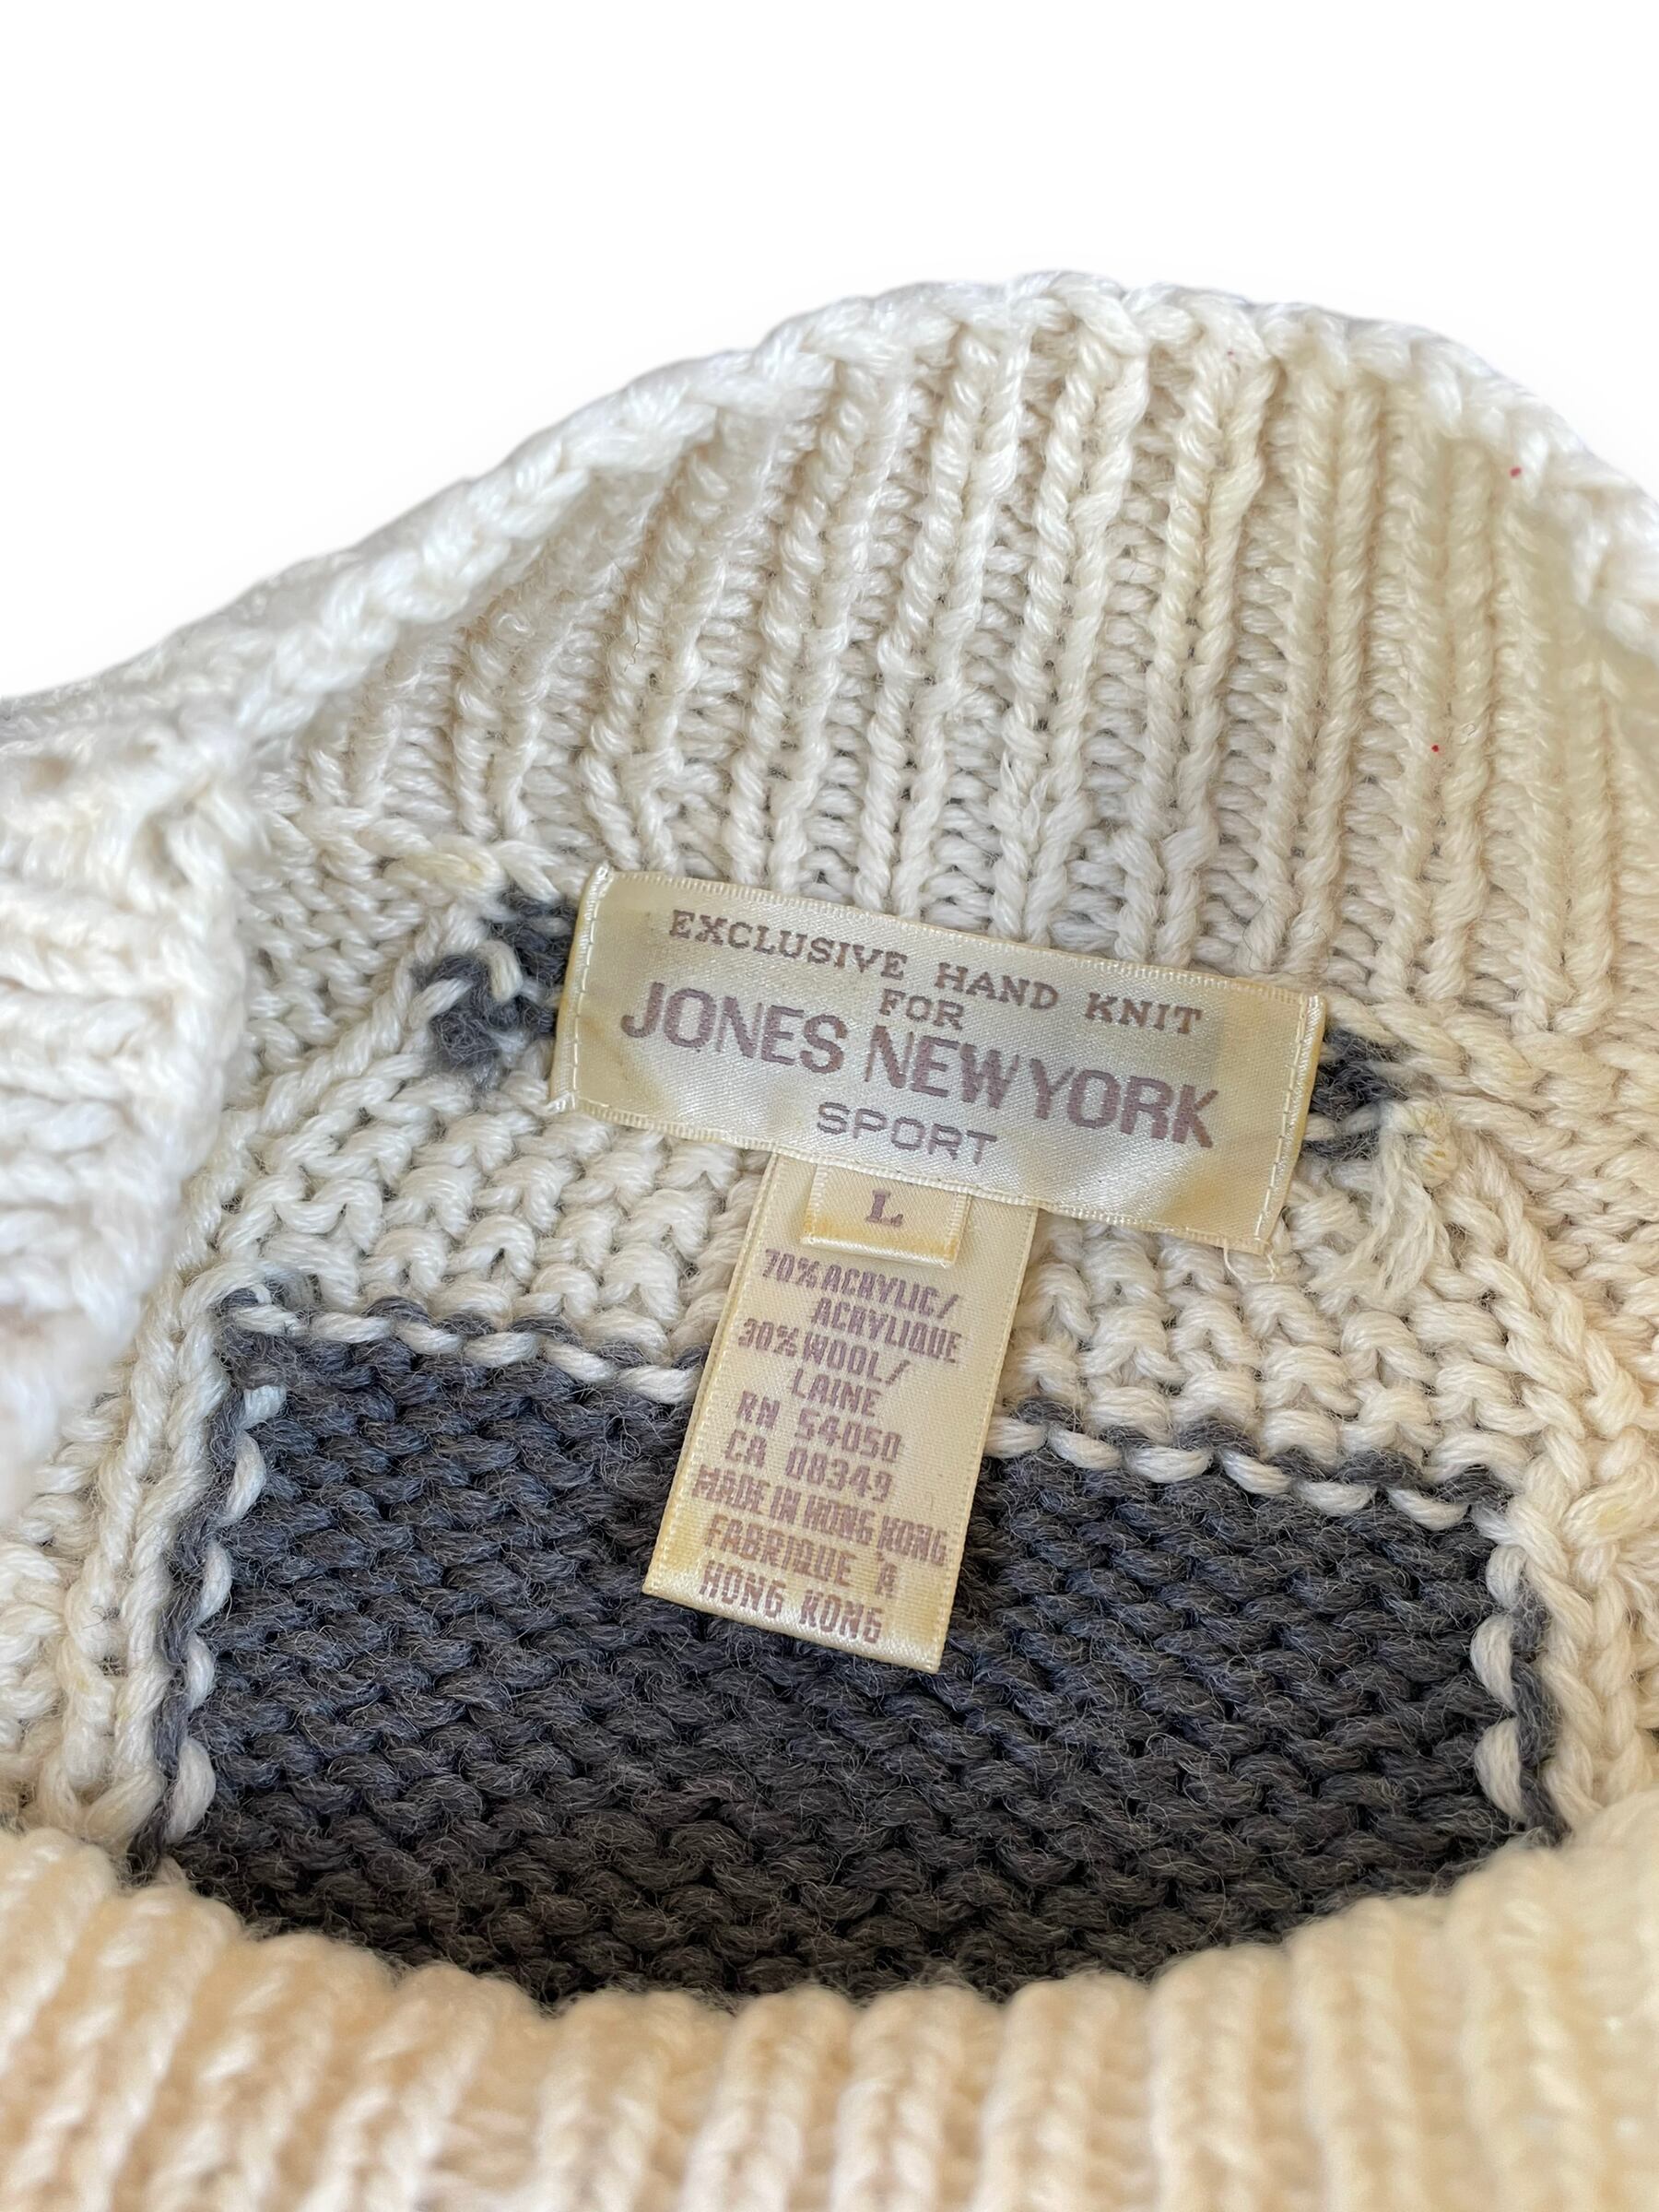 EXCLUSIVE HAND KNIT
FOR
JONES NEW YORK
SPORT
L
70% ACRYLIC/
ACRYLIQUE
30% WOOL/
LAINE
RN 54050
CA 08349
MADE IN HONG KONG
FABRIQUE À
HONG KONG